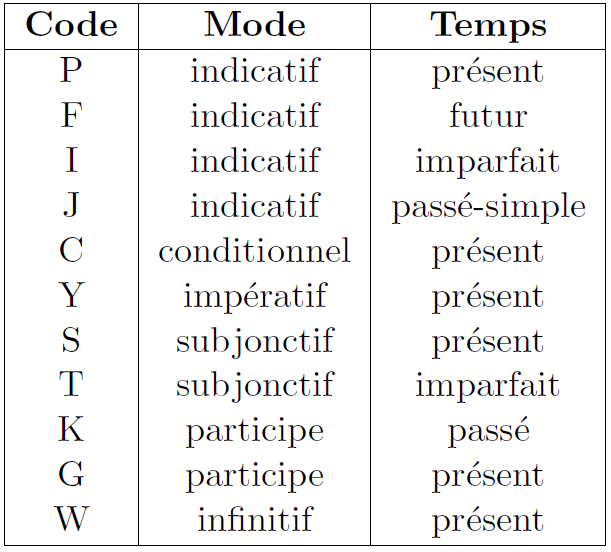 Code Mode Temps
P indicatif présent
F indicatif futur
I indicatif imparfait
J indicatif passé-simple
C conditionnel présent
Y impératif présent
S subjonctif présent
T subjonctif imparfait
K participe passé
G participe présent
W infinitif présent